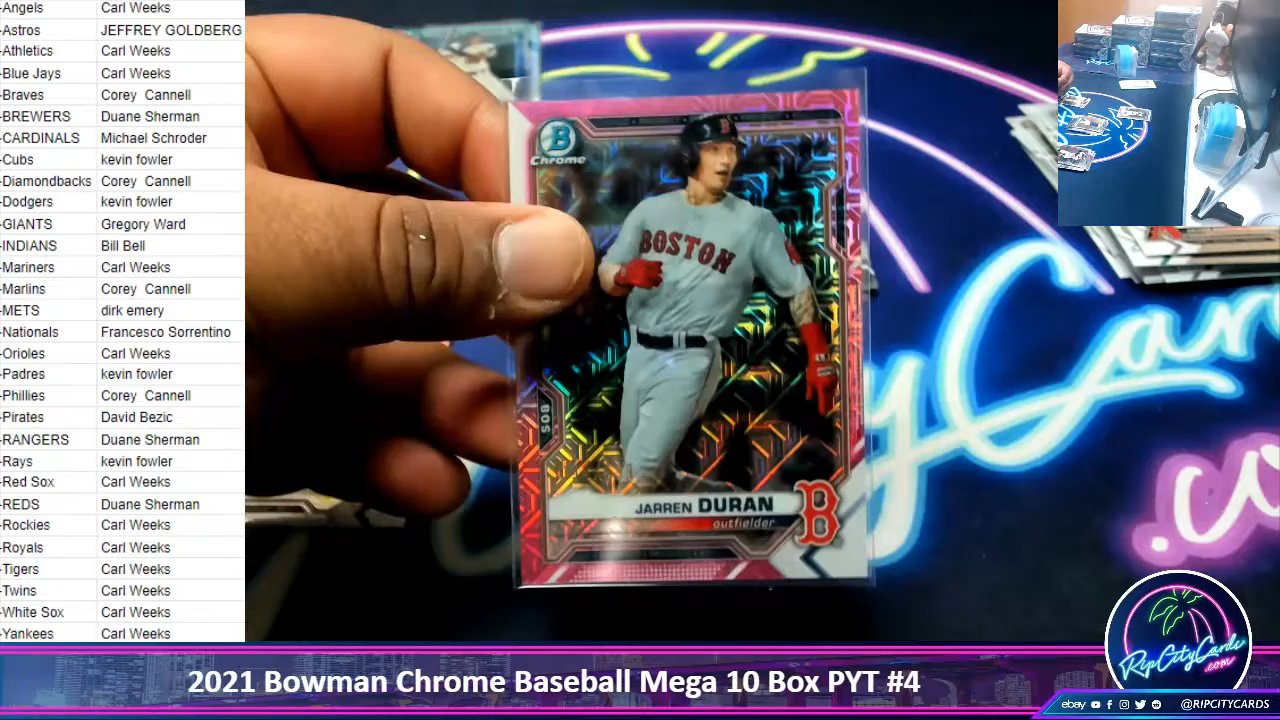 -Angels Carl Weeks
-Astros JEFFREY GOLDBERG
-Athletics Carl Weeks
-Blue Jays Carl Weeks
-Braves Corey Cannell
-BREWERS Duane Sherman
-CARDINALS Michael Schroder
-Cubs kevin fowler
-Diamondbacks Corey Cannell
-Dodgers kevin fowler
-GIANTS Gregory Ward
-INDIANS Bill Bell
-Mariners Carl Weeks
-Marlins Corey Cannell
-METS dirk emery
-Nationals Francesco Sorrentino
-Orioles Carl Weeks
-Padres kevin fowler
-Phillies Corey Cannell
-Pirates David Bezic
-RANGERS Duane Sherman
-Rays kevin fowler
-Red Sox Carl Weeks
-REDS Duane Sherman
-Rockies Carl Weeks
-Royals Carl Weeks
-Tigers Carl Weeks
-Twins Carl Weeks
-White Sox Carl Weeks
-Yankees Carl Weeks
B
Chrome
B
BOSTON
BOS
JARREN DURAN
outfielder
B
yCar
.co
RipCityCards
.com
2021 Bowman Chrome Baseball Mega 10 Box PYT #4
ebay @RIPCITYCARDS